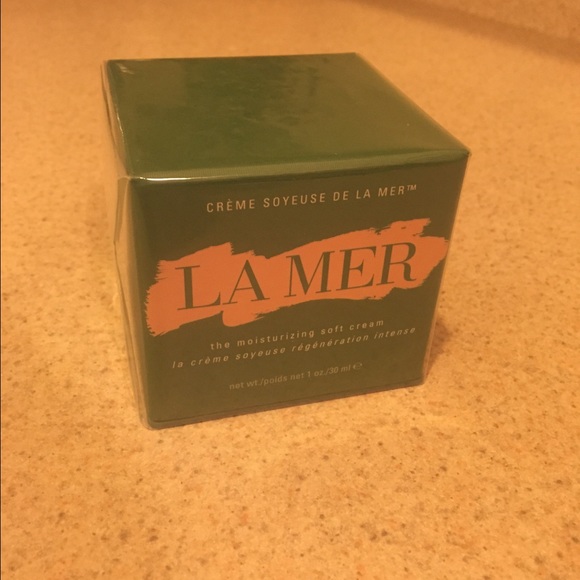 CRÈME SOYEUSE DE LA MER™
LA MER
the moisturizing soft cream
la crème soyeuse régénération intense
net wt./poids net 1 oz./30 ml ℮